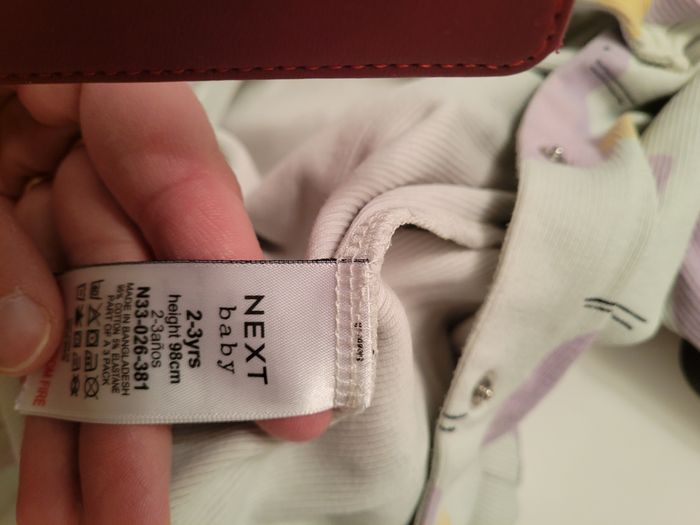 NEXT
baby
2-3yrs
height 98cm
2-3años
N33-026-381
MADE IN BANGLADESH
95% COTTON 5% ELASTANE
PART OF A 3 PACK
FIRE